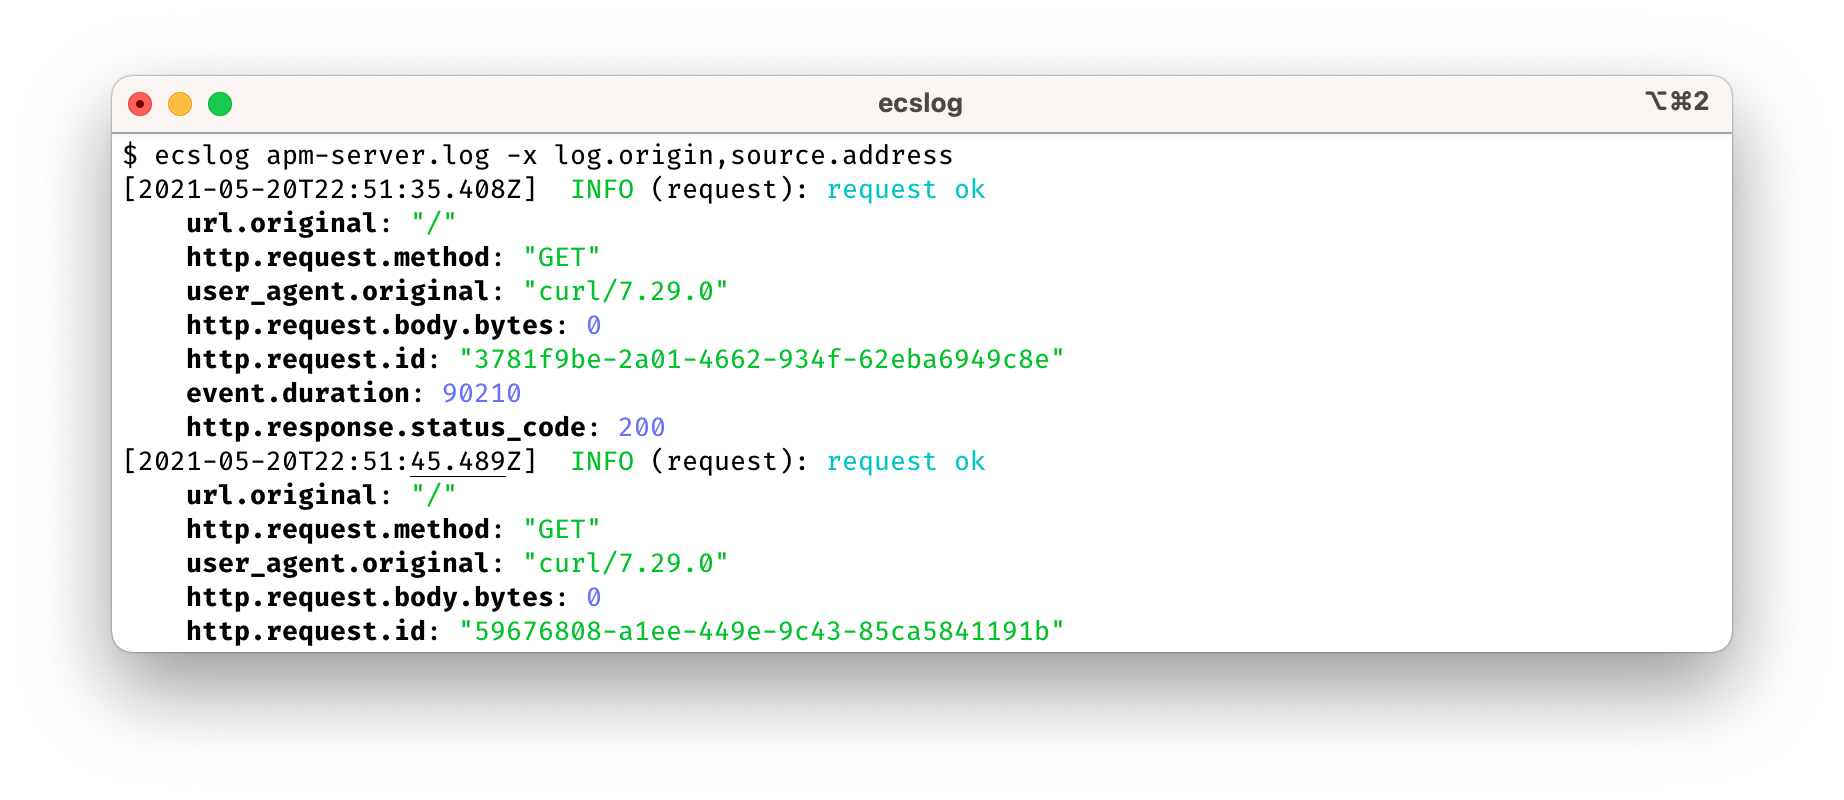 ecslog
⌥⌘2
$ ecslog apm-server.log -x log.origin,source.address
[2021-05-20T22:51:35.408Z]  INFO (request): request ok
    url.original: "/"
    http.request.method: "GET"
    user_agent.original: "curl/7.29.0"
    http.request.body.bytes: 0
    http.request.id: "3781f9be-2a01-4662-934f-62eba6949c8e"
    event.duration: 90210
    http.response.status_code: 200
[2021-05-20T22:51:45.489Z]  INFO (request): request ok
    url.original: "/"
    http.request.method: "GET"
    user_agent.original: "curl/7.29.0"
    http.request.body.bytes: 0
    http.request.id: "59676808-a1ee-449e-9c43-85ca5841191b"